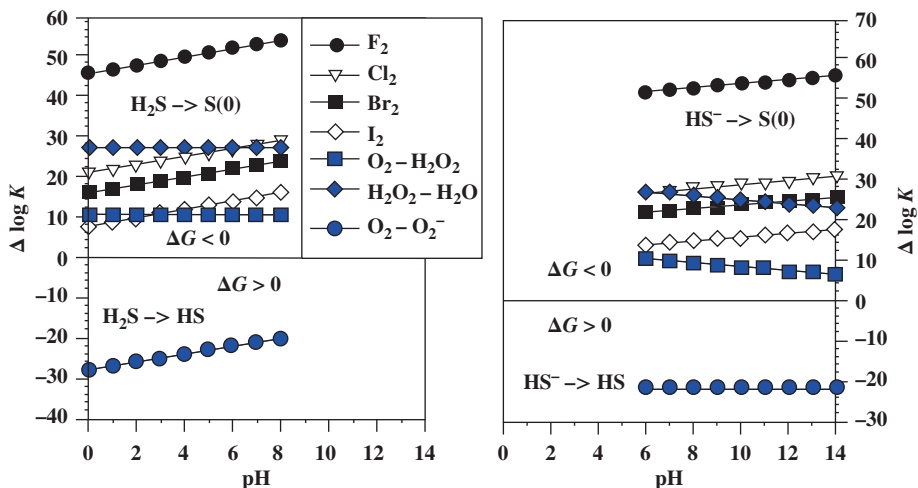 60
50
40
30
20
10
0
−10
−20
−30
−40
Δ log K
H₂S −> S(0)
ΔG < 0
ΔG > 0
H₂S −> HS
0 2 4 6 8 10 12 14
pH
F₂
Cl₂
Br₂
I₂
O₂ – H₂O₂
H₂O₂ – H₂O
O₂ – O₂⁻
HS⁻ −> S(0)
ΔG < 0
ΔG > 0
HS⁻ −> HS
0 2 4 6 8 10 12 14
pH
70
60
50
40
30
20
10
0
−10
−20
−30
Δ log K